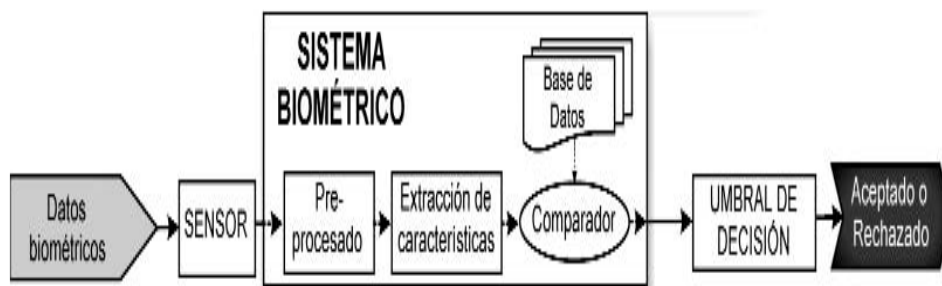 SISTEMA
BIOMÉTRICO
Base de
Datos
Datos
biométricos
SENSOR
Pre-
procesado
Extracción de
características
Comparador
UMBRAL DE
DECISIÓN
Aceptado o
Rechazado